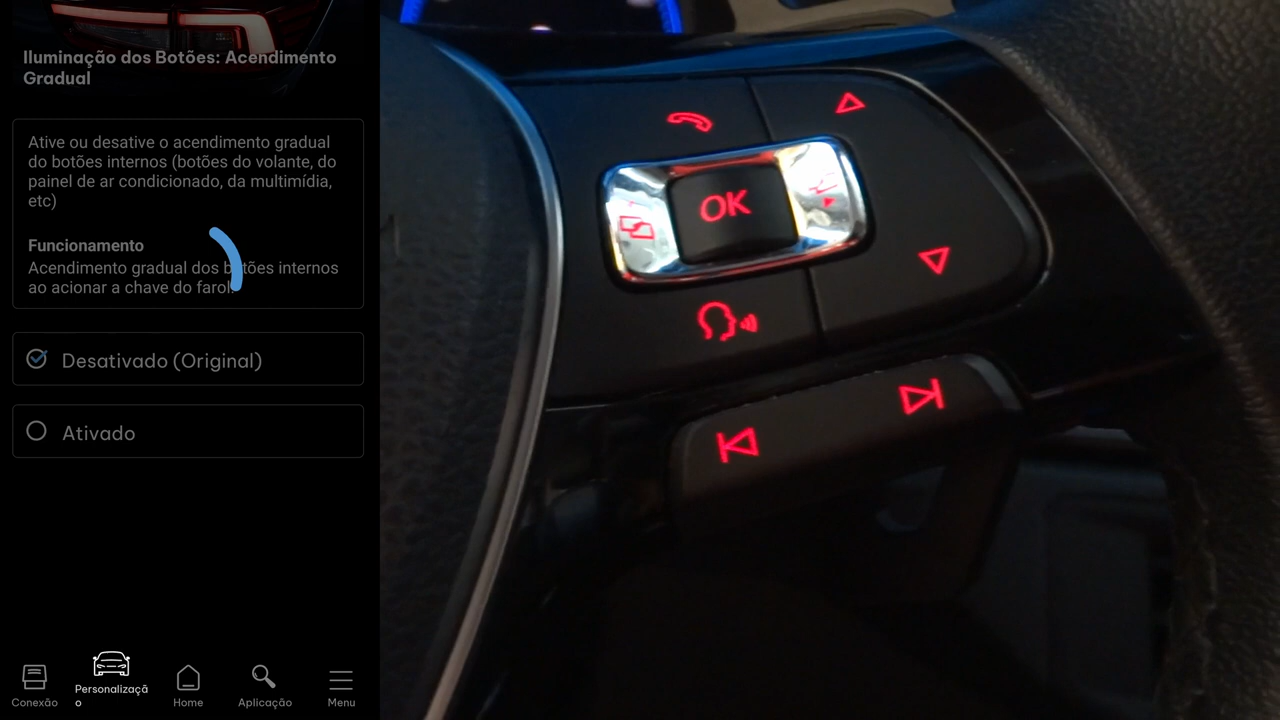 Iluminação dos Botões: Acendimento
Gradual
Ative ou desative o acendimento gradual
do botões internos (botões do volante, do
painel de ar condicionado, da multimídia,
etc)
Funcionamento
Acendimento gradual dos botões internos
ao acionar a chave do farol.
Desativado (Original)
Ativado
Conexão
Personalizaçã
o
Home
Aplicação
Menu
OK